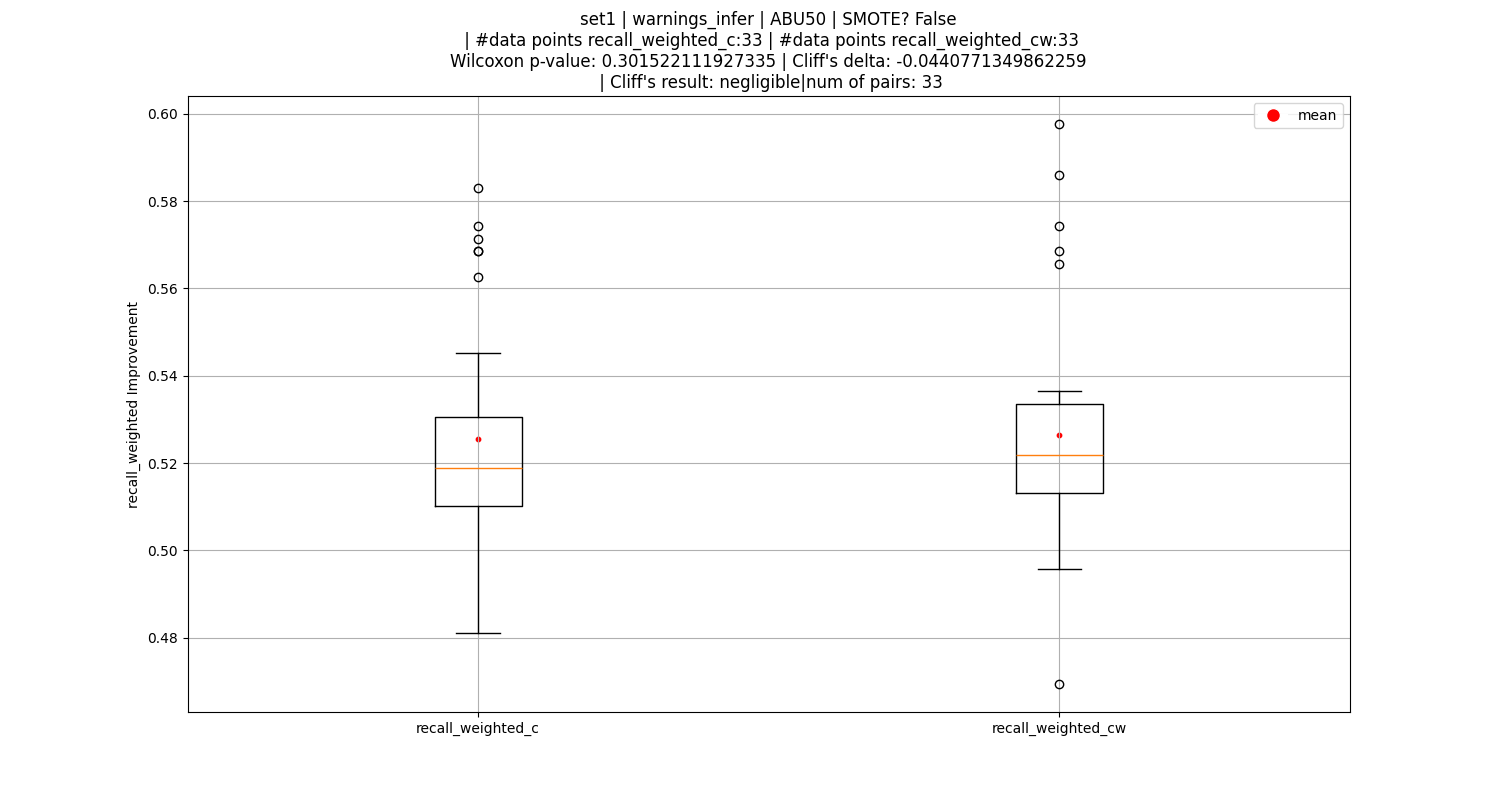 set1 | warnings_infer | ABU50 | SMOTE? False
| #data points recall_weighted_c:33 | #data points recall_weighted_cw:33
Wilcoxon p-value: 0.301522111927335 | Cliff's delta: -0.0440771349862259
| Cliff's result: negligible|num of pairs: 33
mean
recall_weighted Improvement
0.60
0.58
0.56
0.54
0.52
0.50
0.48
recall_weighted_c
recall_weighted_cw